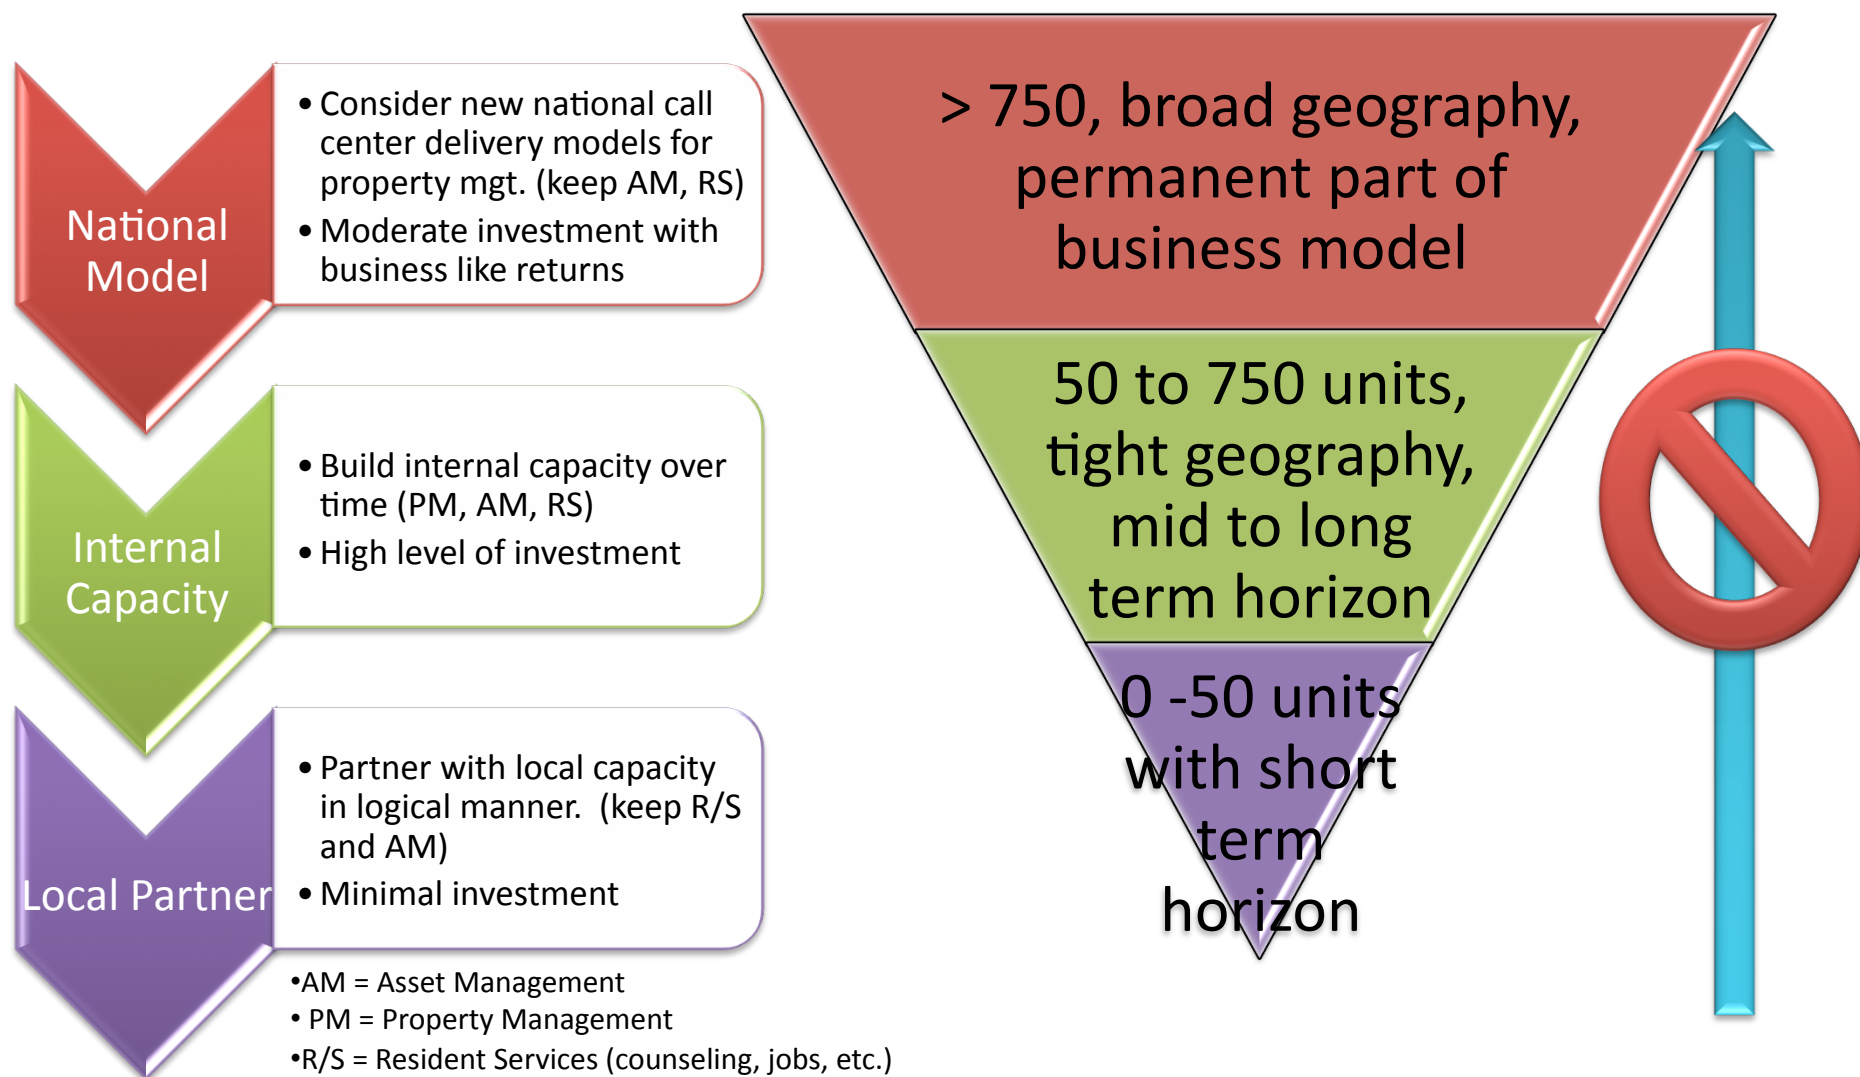 National
Model
• Consider new national call
center delivery models for
property mgt. (keep AM, RS)
• Moderate investment with
business like returns
Internal
Capacity
• Build internal capacity over
time (PM, AM, RS)
• High level of investment
Local Partner
• Partner with local capacity
in logical manner.  (keep R/S
and AM)
• Minimal investment
•AM = Asset Management
• PM = Property Management
•R/S = Resident Services (counseling, jobs, etc.)
> 750, broad geography,
permanent part of
business model
50 to 750 units,
tight geography,
mid to long
term horizon
0 -50 units
with short
term
horizon